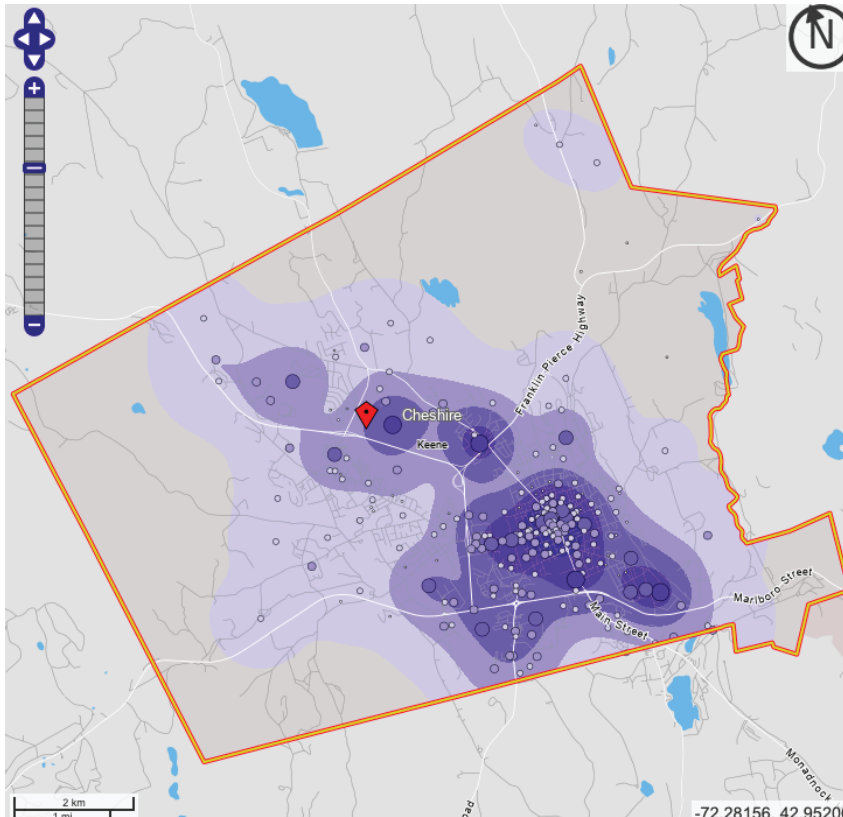 N
Franklin Pierce Highway
Cheshire
Keene
Marlboro Street
Main Street
Monadnock
2 km
1 mi
-72.28156, 42.95200